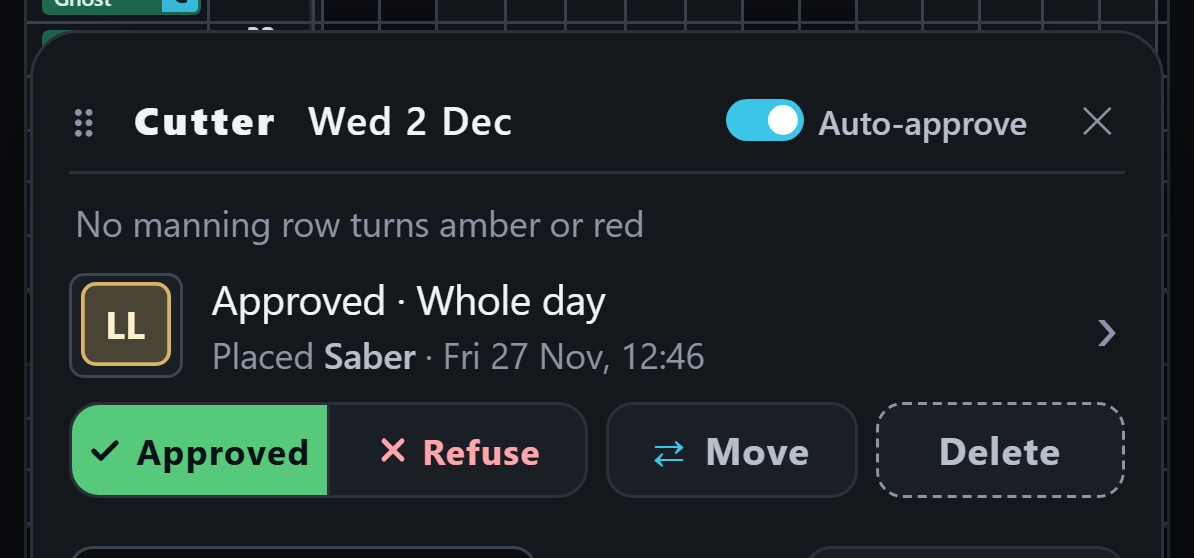 Ghost
Cutter Wed 2 Dec Auto-approve
No manning row turns amber or red
LL
Approved · Whole day
Placed Saber · Fri 27 Nov, 12:46
Approved Refuse Move Delete